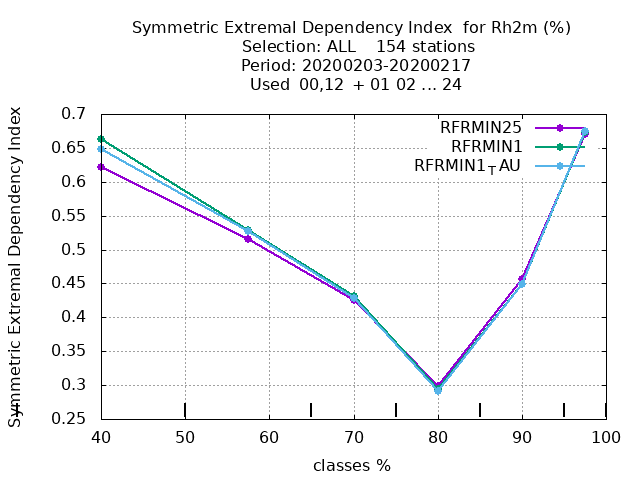 Symmetric Extremal Dependency Index for Rh2m (%)
Selection: ALL 154 stations
Period: 20200203-20200217
Used 00,12 + 01 02 ... 24
Symmetric Extremal Dependency Index
0.7
0.65
0.6
0.55
0.5
0.45
0.4
0.35
0.3
0.25
RFRMIN25
RFRMIN1
RFRMIN1TAU
40 50 60 70 80 90 100
classes %